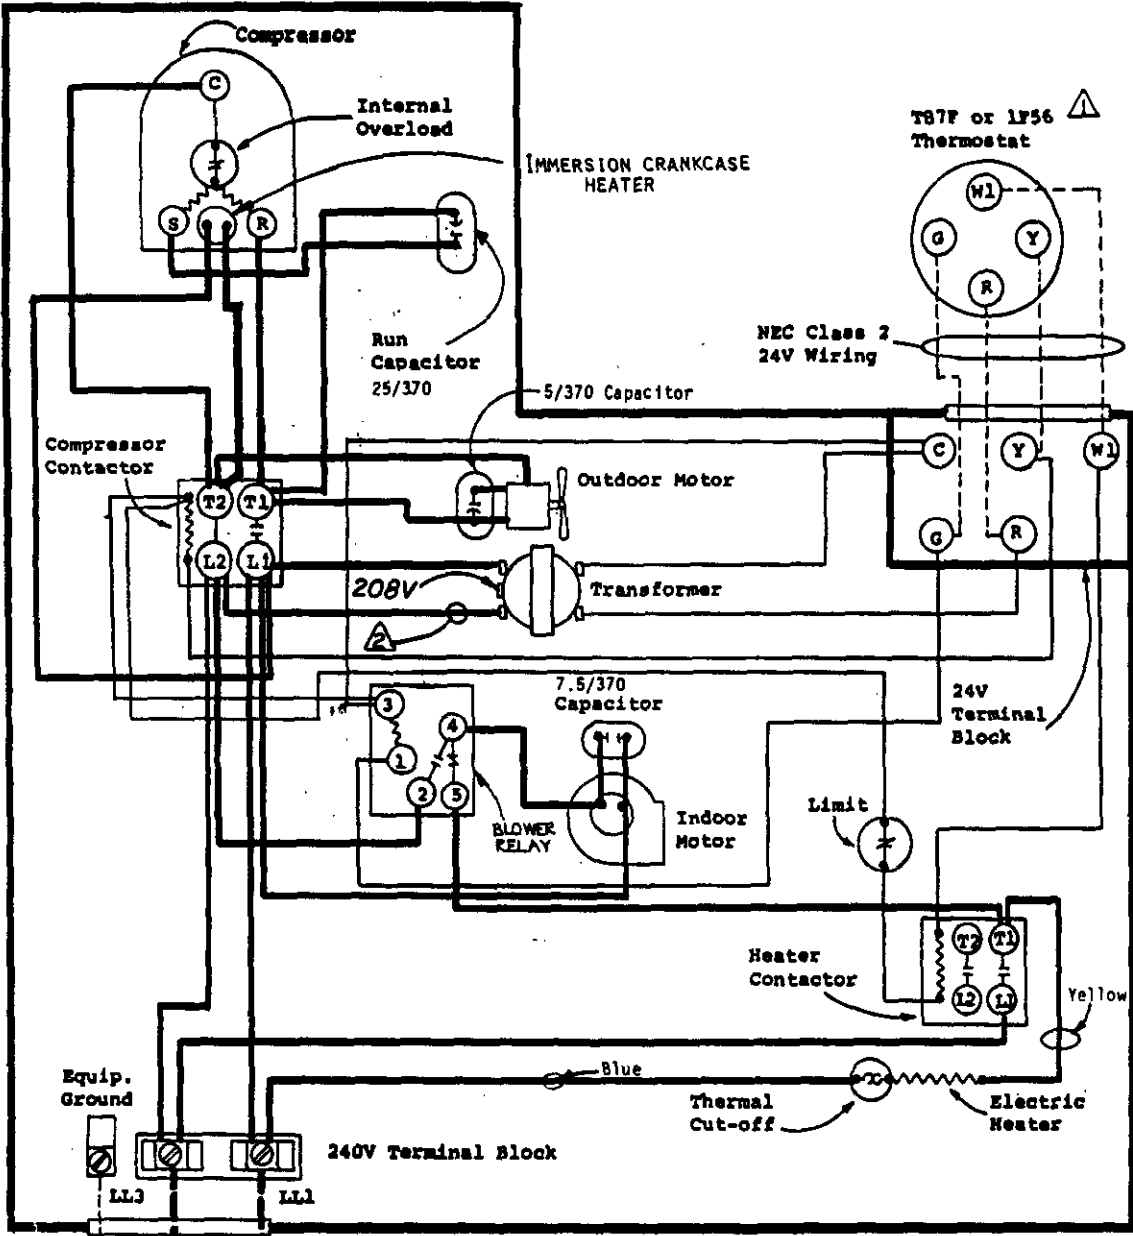 Compressor
C
Internal
Overload
T87F or 1F56
1
Thermostat
IMMERSION CRANKCASE
HEATER
W1
S
R
G
Y
R
Run
Capacitor
25/370
NEC Class 2
24V Wiring
5/370 Capacitor
Compressor
Contactor
C
Y
W1
Outdoor Motor
T2
T1
G
R
L2
L1
208V
Transformer
2
7.5/370
Capacitor
24V
Terminal
Block
3
4
1
2
5
BLOWER
RELAY
Indoor
Motor
Limit
T2
T1
Heater
Contactor
L2
L1
Yellow
Blue
Equip.
Ground
Thermal
Cut-off
Electric
Heater
240V Terminal Block
LL3
LL1